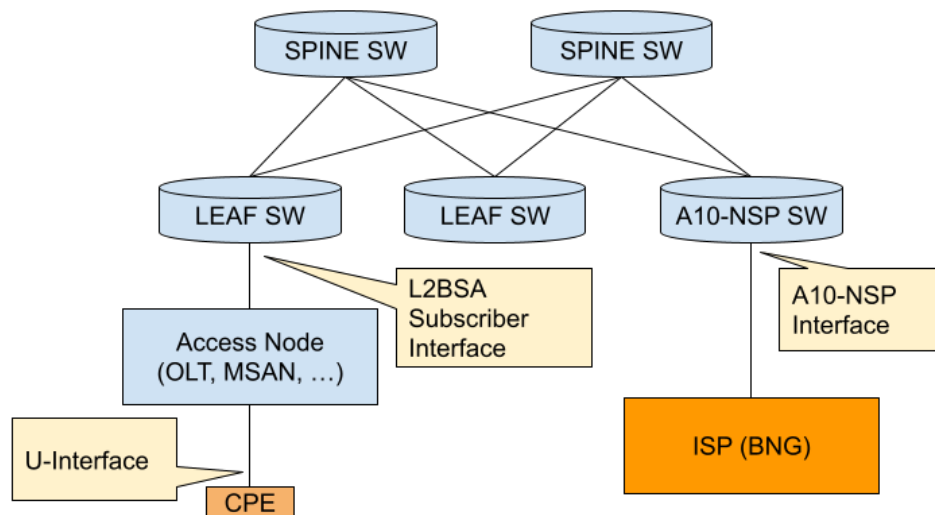 SPINE SW
SPINE SW
LEAF SW
LEAF SW
A10-NSP SW
L2BSA
Subscriber
Interface
A10-NSP
Interface
Access Node
(OLT, MSAN, …)
U-Interface
ISP (BNG)
CPE